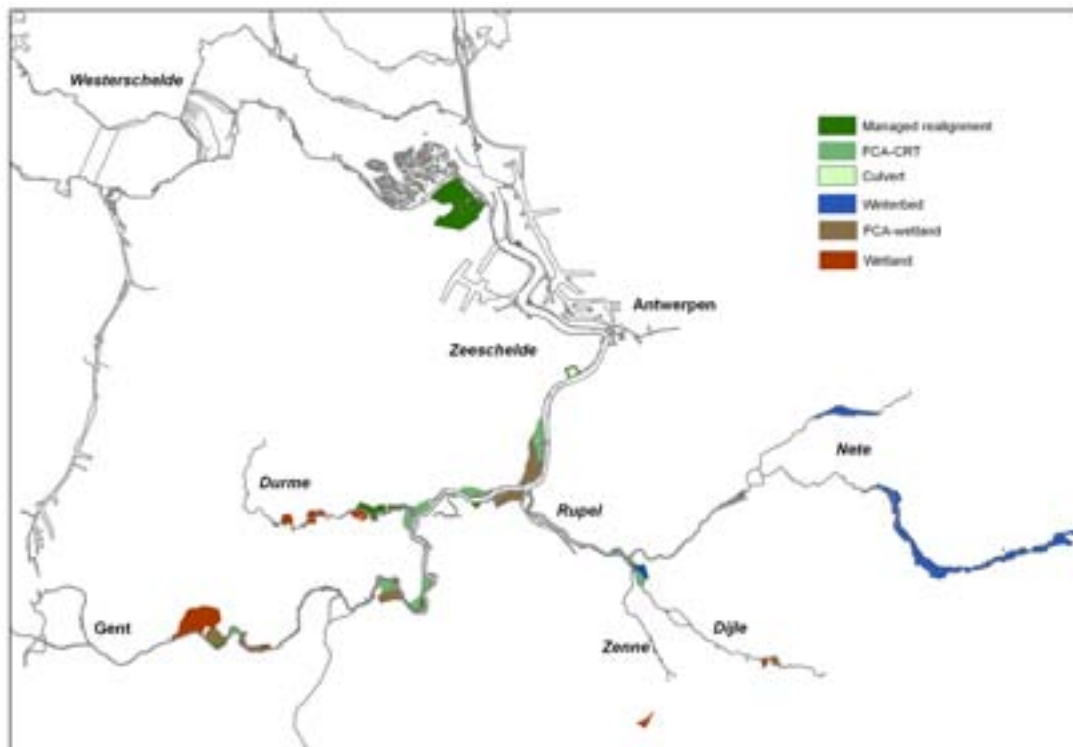 Westerschelde
Managed realignment
FCA-CRT
Culvert
Winterbed
FCA-wetland
Wetland
Antwerpen
Zeeschelde
Nete
Durme
Rupel
Gent
Dijle
Zenne